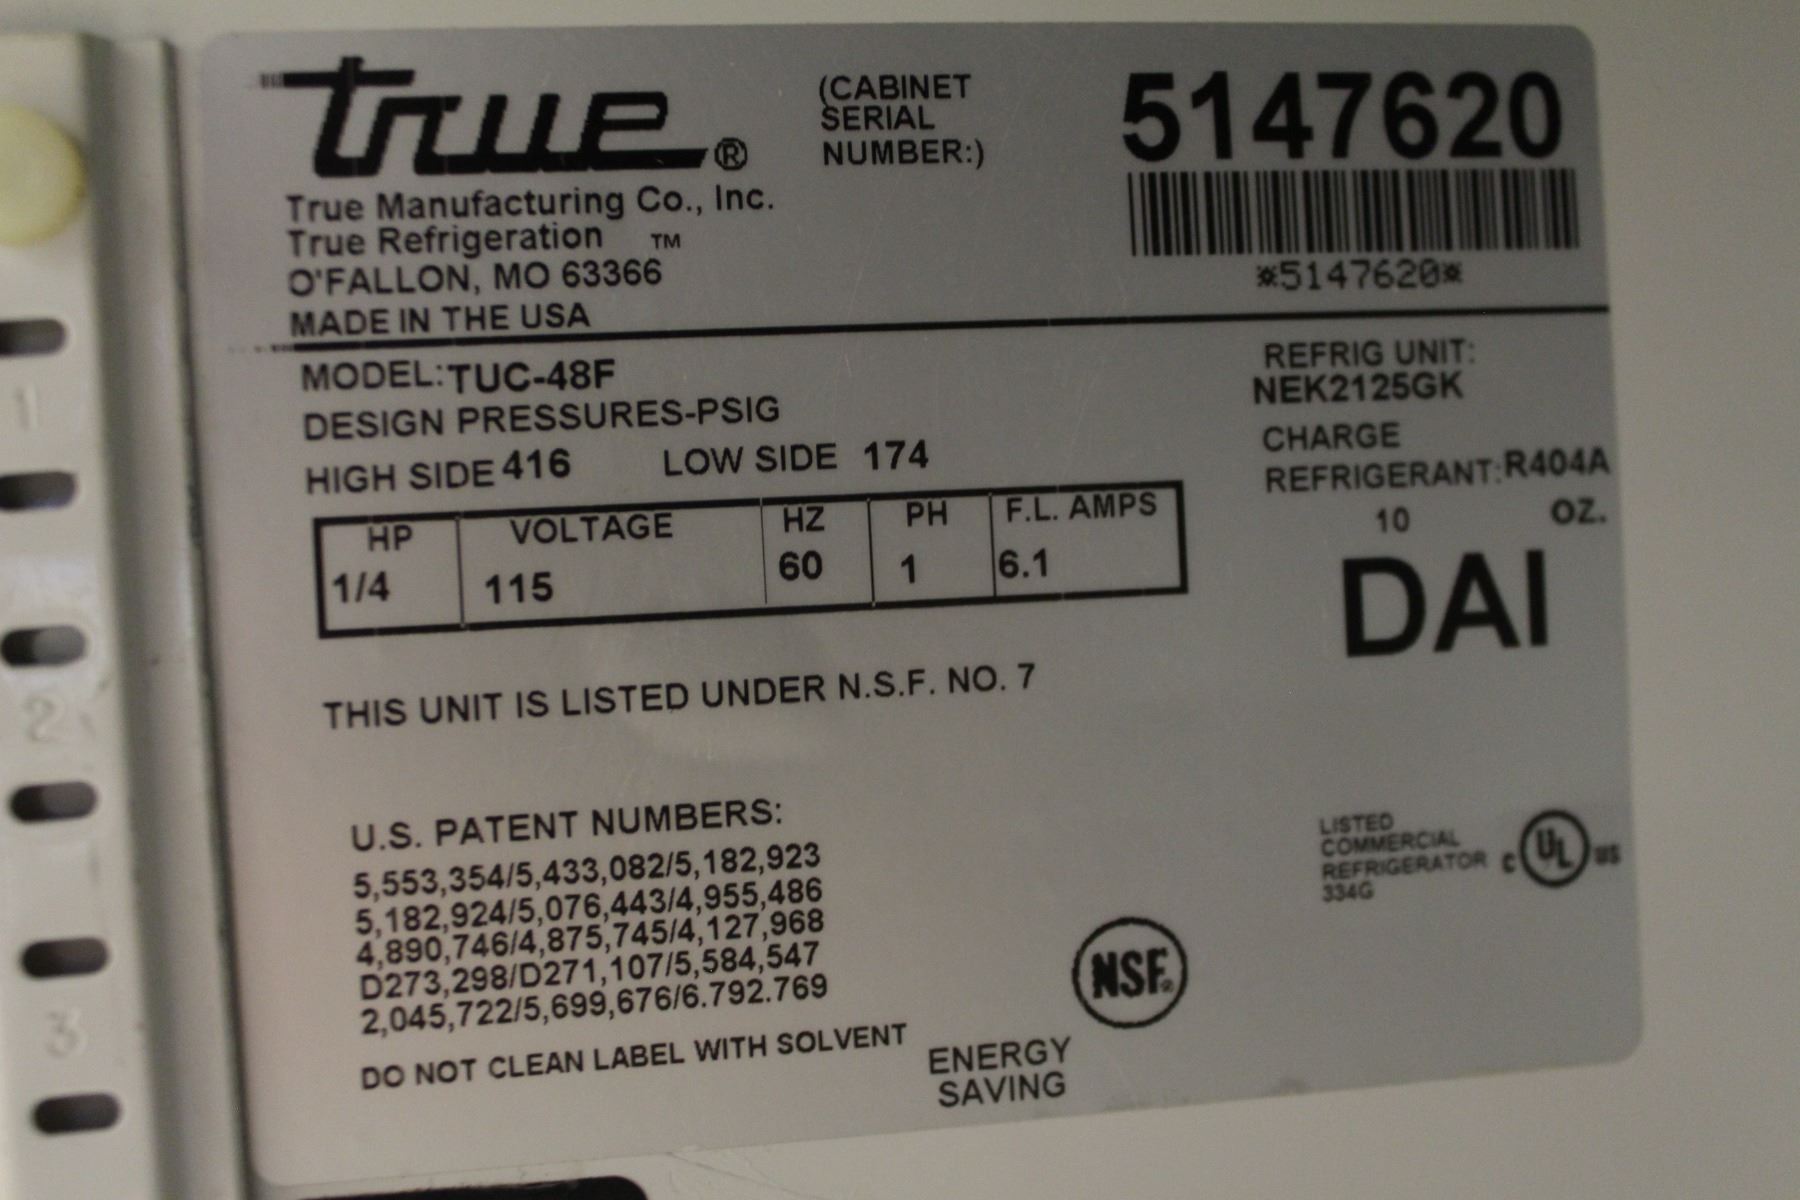 true®
(CABINET
SERIAL
NUMBER:)
5147620
*5147620*
True Manufacturing Co., Inc.
True Refrigeration ™
O'FALLON, MO 63366
MADE IN THE USA
MODEL:TUC-48F
DESIGN PRESSURES-PSIG
HIGH SIDE 416 LOW SIDE 174
REFRIG UNIT:
NEK2125GK
CHARGE
REFRIGERANT:R404A
10 OZ.
DAI
HP VOLTAGE HZ PH F.L. AMPS
1/4 115 60 1 6.1
THIS UNIT IS LISTED UNDER N.S.F. NO. 7
U.S. PATENT NUMBERS:
5,553,354/5,433,082/5,182,923
5,182,924/5,076,443/4,955,486
4,890,746/4,875,745/4,127,968
D273,298/D271,107/5,584,547
2,045,722/5,699,676/6.792.769
DO NOT CLEAN LABEL WITH SOLVENT
ENERGY
SAVING
NSF®
LISTED
COMMERCIAL
REFRIGERATOR
334G
C UL US
1
2
3